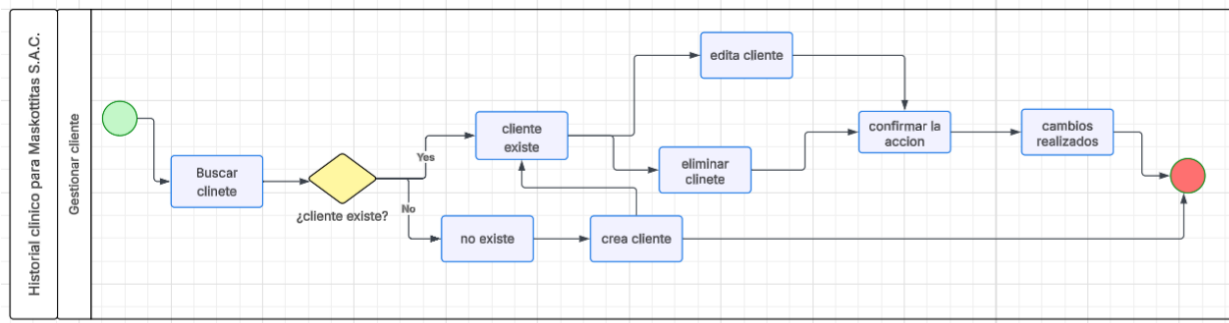 Historial clinico para Maskottitas S.A.C.
Gestionar cliente
Buscar
clinete
¿cliente existe?
Yes
No
cliente
existe
no existe
crea cliente
edita cliente
eliminar
clinete
confirmar la
accion
cambios
realizados